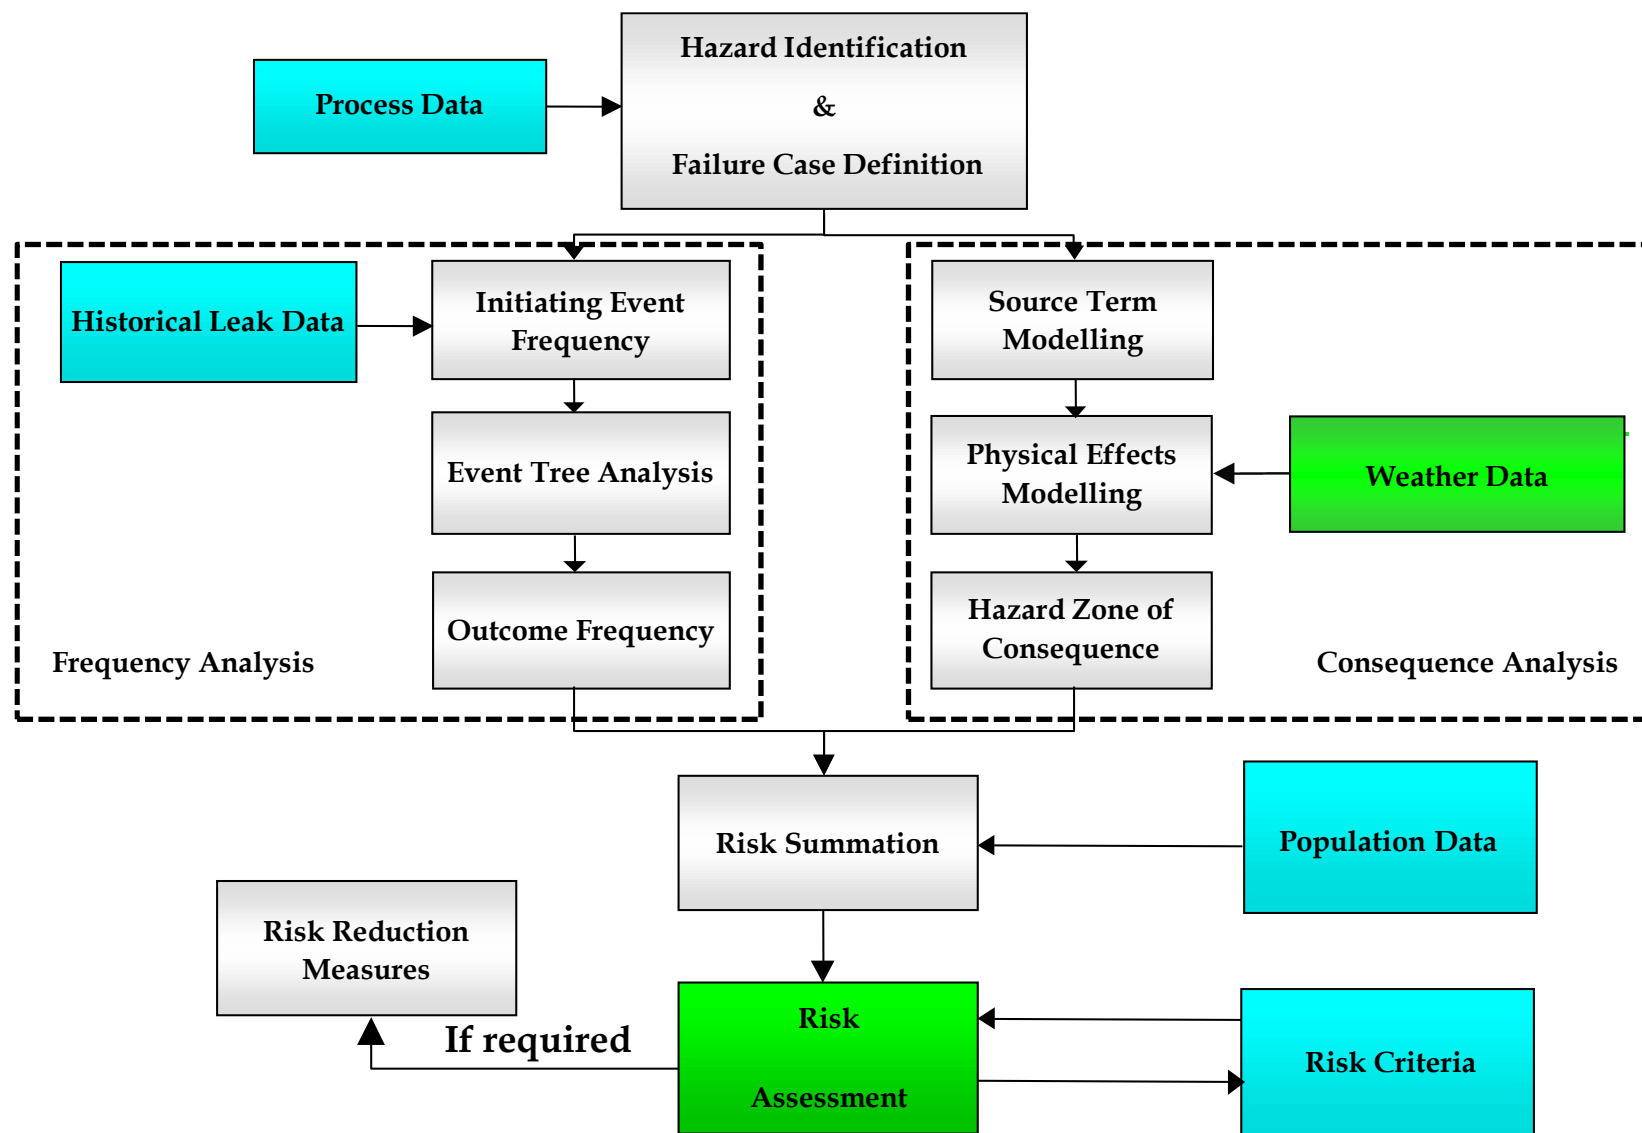 Hazard Identification
&
Failure Case Definition
Process Data
Historical Leak Data
Initiating Event
Frequency
Source Term
Modelling
Event Tree Analysis
Physical Effects
Modelling
Weather Data
Outcome Frequency
Hazard Zone of
Consequence
Frequency Analysis
Consequence Analysis
Risk Summation
Population Data
Risk Reduction
Measures
If required
Risk
Assessment
Risk Criteria